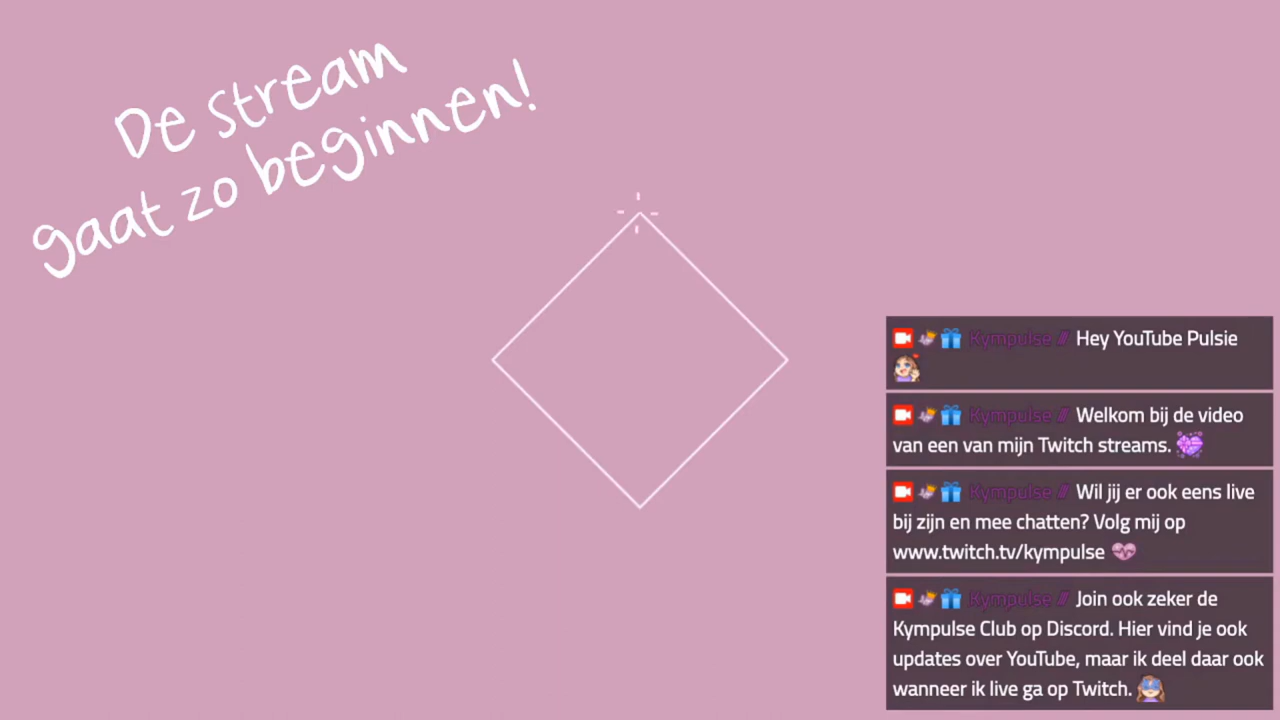 De stream
gaat zo beginnen!
Kympulse // Hey YouTube Pulsie
Kympulse // Welkom bij de video
van een van mijn Twitch streams.
Kympulse // Wil jij er ook eens live
bij zijn en mee chatten? Volg mij op
www.twitch.tv/kympulse
Kympulse // Join ook zeker de
Kympulse Club op Discord. Hier vind je ook
updates over YouTube, maar ik deel daar ook
wanneer ik live ga op Twitch.